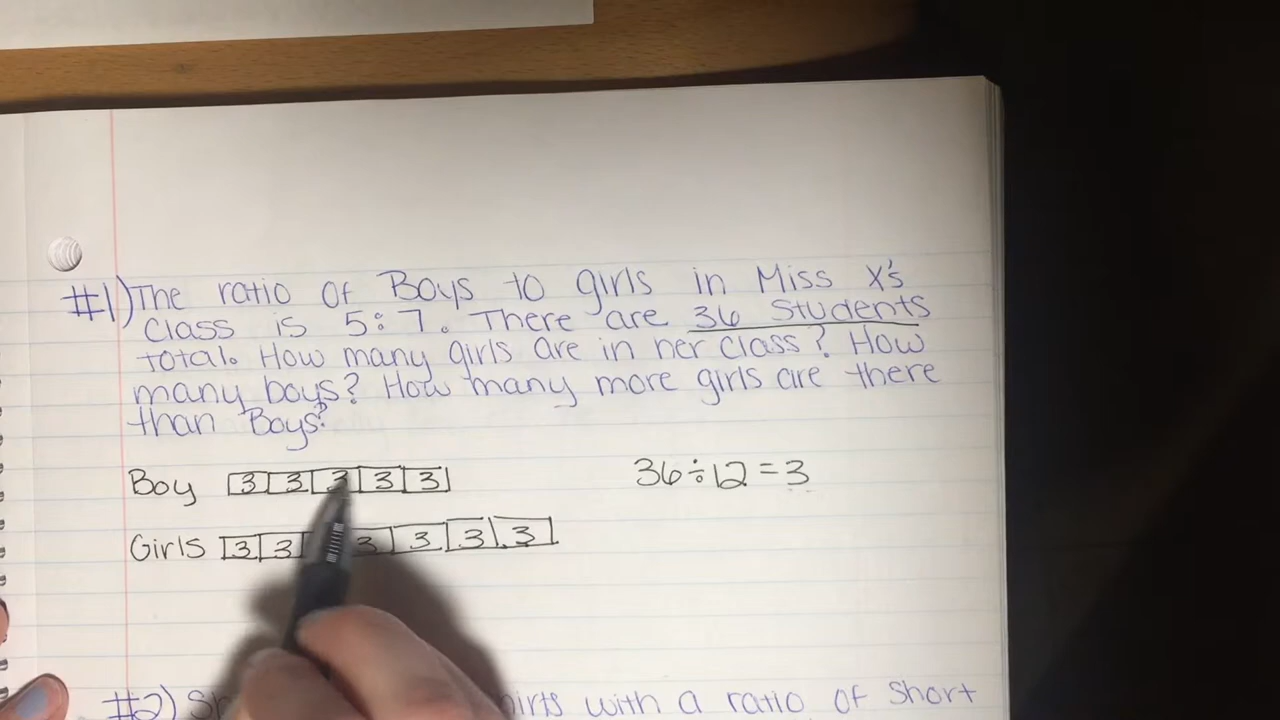 #1) The ratio of Boys to girls in Miss X's
Class is 5:7. There are 36 Students
total. How many girls are in her class? How
many boys? How many more girls are there
than Boys?
Boy 3 3 3 3 3 36÷12=3
Girls 3 3 3 3 3 3
#2) with a ratio of Short